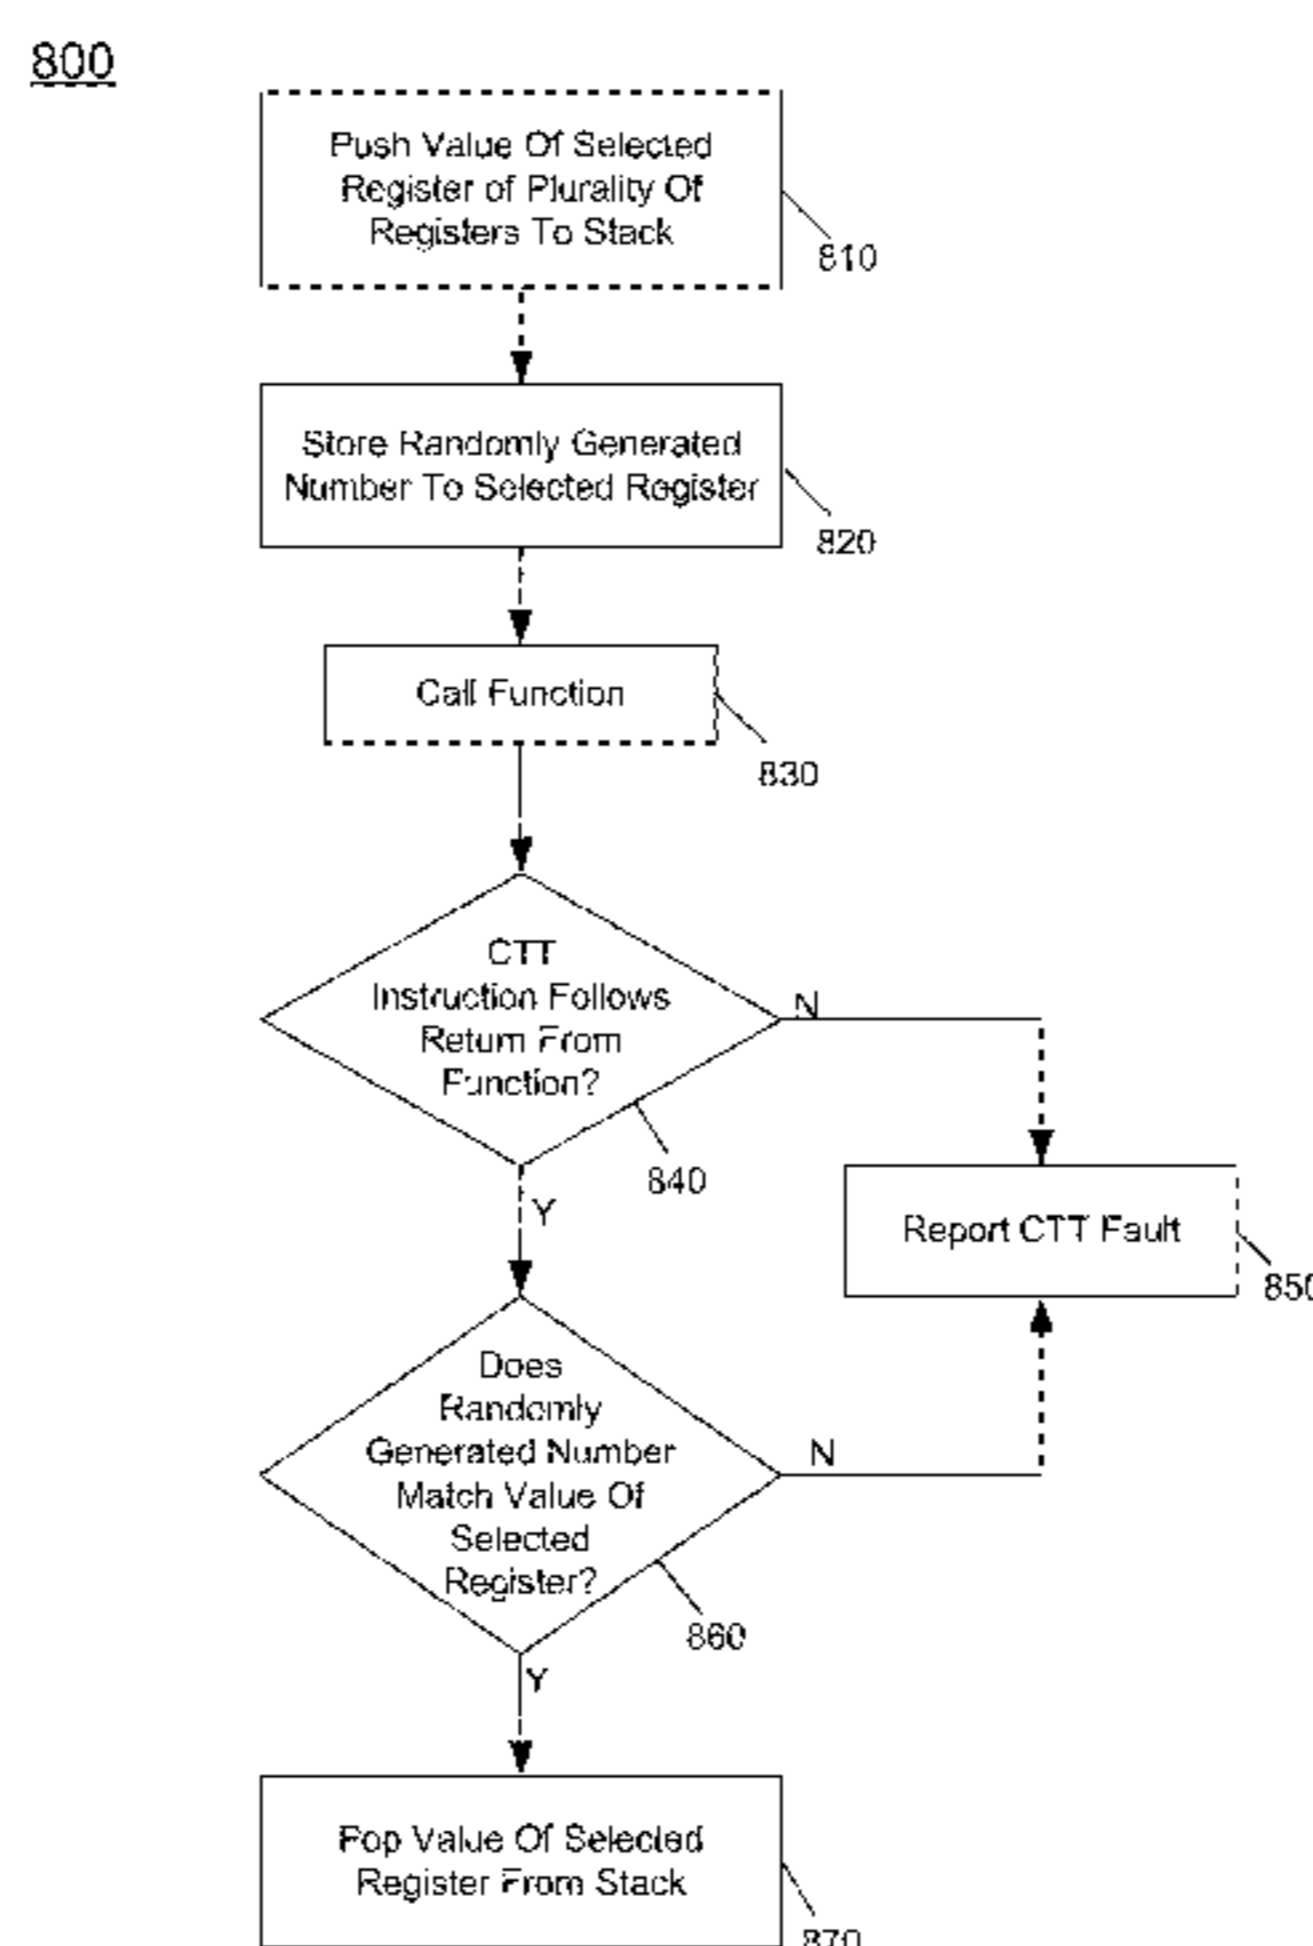 800
Push Value Of Selected
Register of Plurality Of
Registers To Stack
810
Store Randomly Generated
Number To Selected Register
820
Call Function
830
CTT
Instruction Follows
Return From
Function?
N
840
Y
Report CTT Fault
850
Does
Randomly
Generated Number
Match Value Of
Selected
Register?
N
860
Y
Pop Value Of Selected
Register From Stack
870